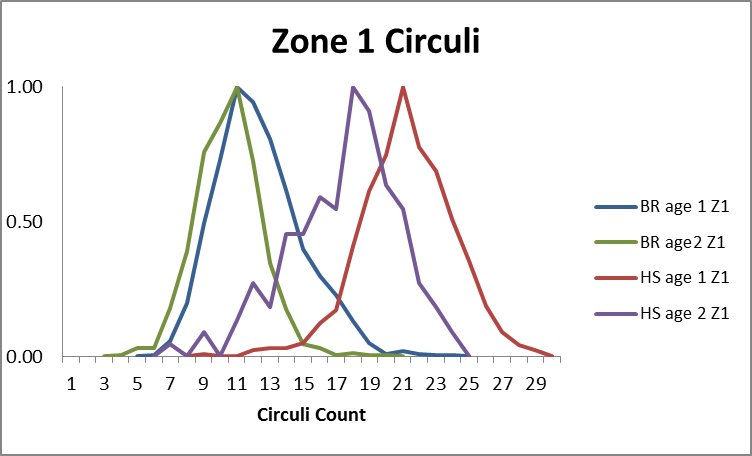 Zone 1 Circuli
1.00
0.50
0.00
1 3 5 7 9 11 13 15 17 19 21 23 25 27 29
Circuli Count
BR age 1 Z1
BR age2 Z1
HS age 1 Z1
HS age 2 Z1